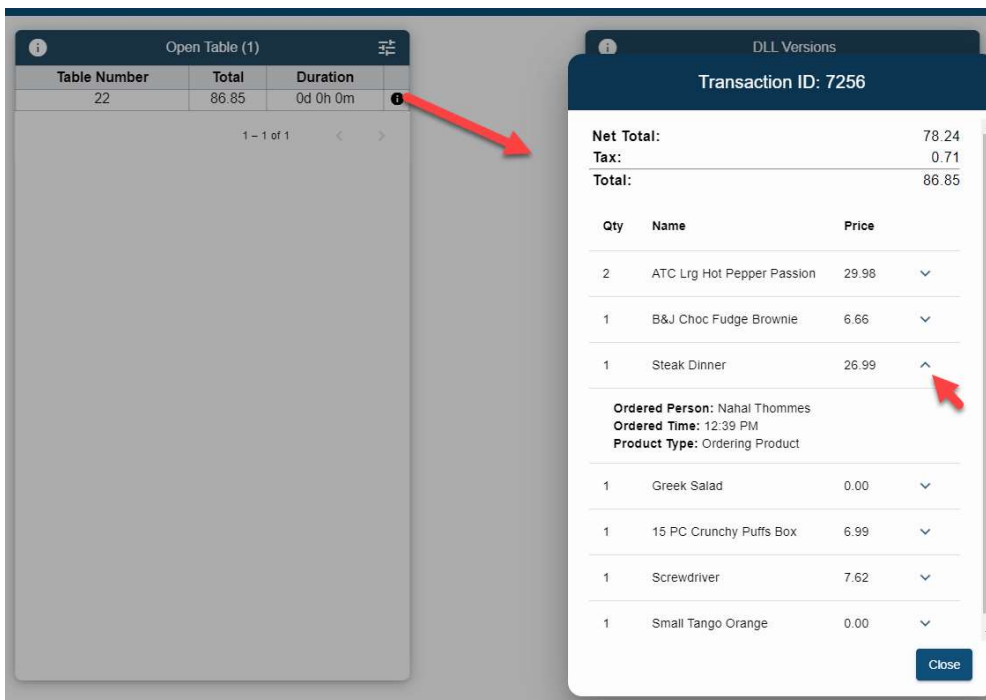 Open Table (1)
Table Number Total Duration
22 86.85 0d 0h 0m
1 – 1 of 1
DLL Versions
Transaction ID: 7256
Net Total: 78.24
Tax: 0.71
Total: 86.85
Qty Name Price
2 ATC Lrg Hot Pepper Passion 29.98
1 B&J Choc Fudge Brownie 6.66
1 Steak Dinner 26.99
Ordered Person: Nahal Thommes
Ordered Time: 12:39 PM
Product Type: Ordering Product
1 Greek Salad 0.00
1 15 PC Crunchy Puffs Box 6.99
1 Screwdriver 7.62
1 Small Tango Orange 0.00
Close